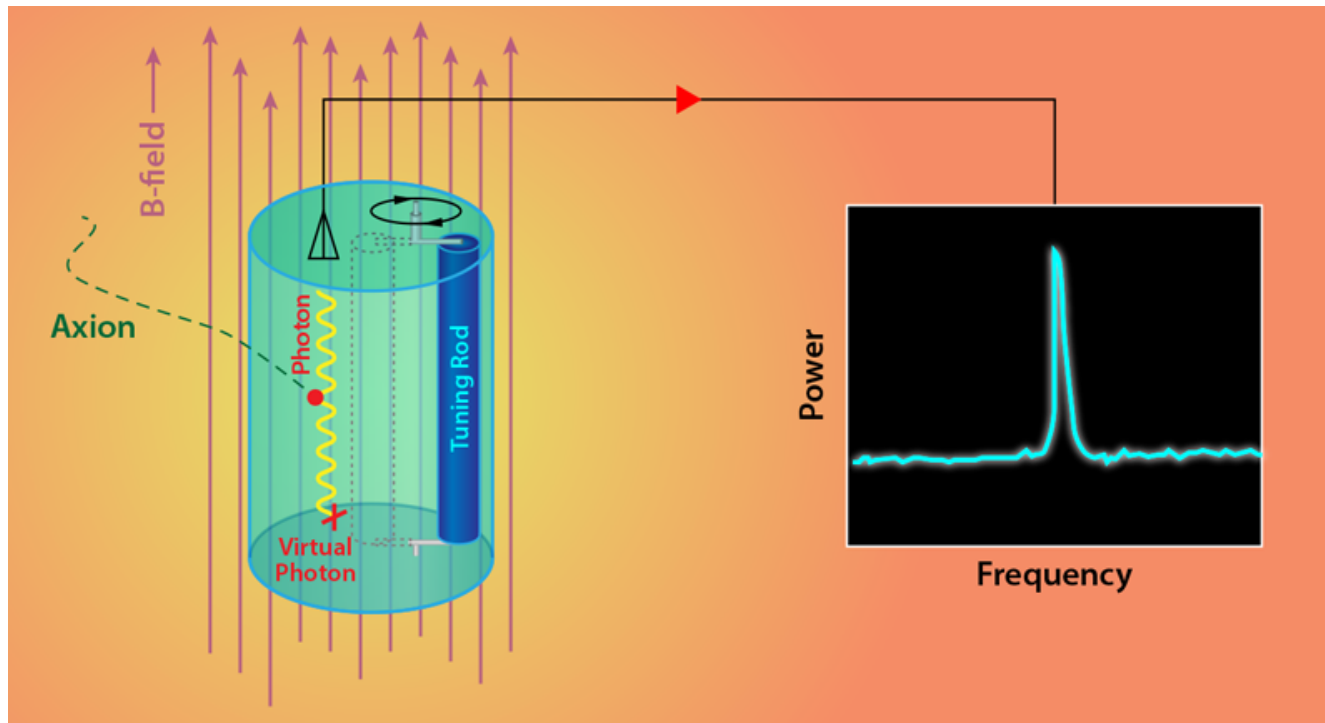 B-field
Axion
Photon
Tuning Rod
Virtual
Photon
Power
Frequency